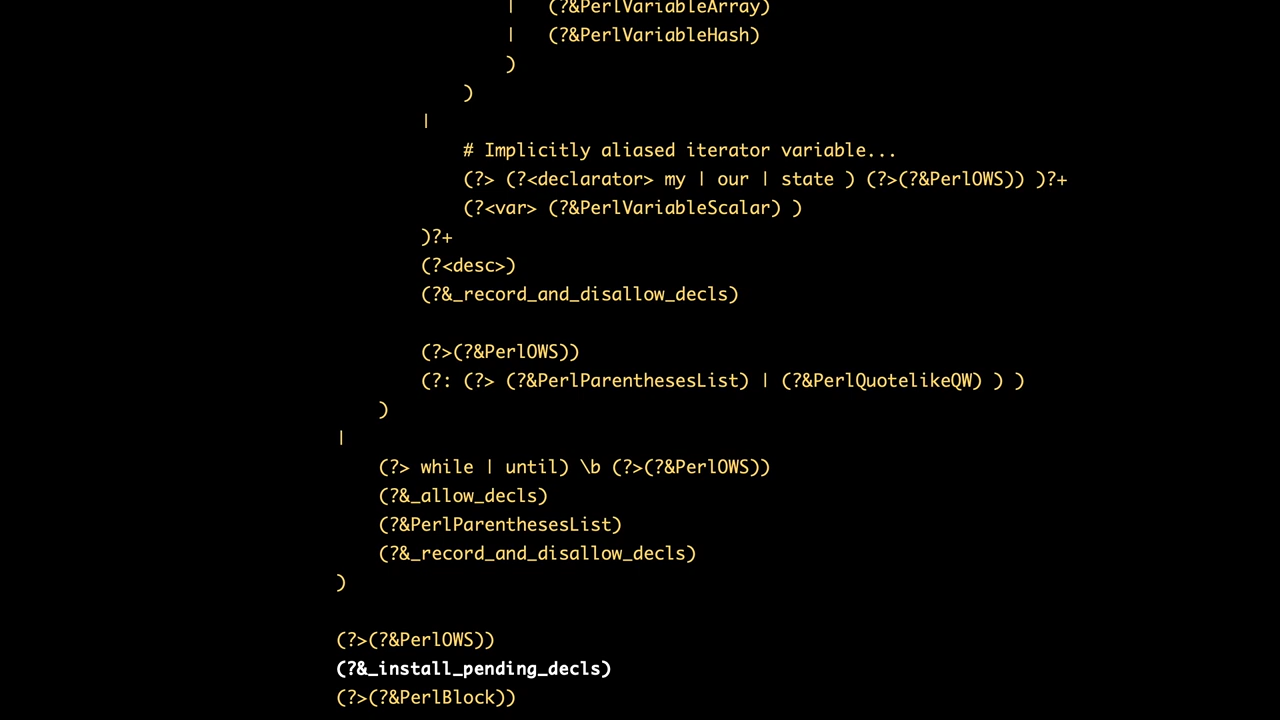 |   (?&PerlVariableArray)
|   (?&PerlVariableHash)
)
)
|
# Implicitly aliased iterator variable...
(?> (?<declarator> my | our | state ) (?>(?&PerlOWS)) )?+
(?<var> (?&PerlVariableScalar) )
)?+
(?<desc>)
(?&_record_and_disallow_decls)
(?>(?&PerlOWS))
(?: (?> (?&PerlParenthesesList) | (?&PerlQuotelikeQW) ) )
)
|
(?> while | until) \b (?>(?&PerlOWS))
(?&_allow_decls)
(?&PerlParenthesesList)
(?&_record_and_disallow_decls)
)
(?>(?&PerlOWS))
(?&_install_pending_decls)
(?>(?&PerlBlock))